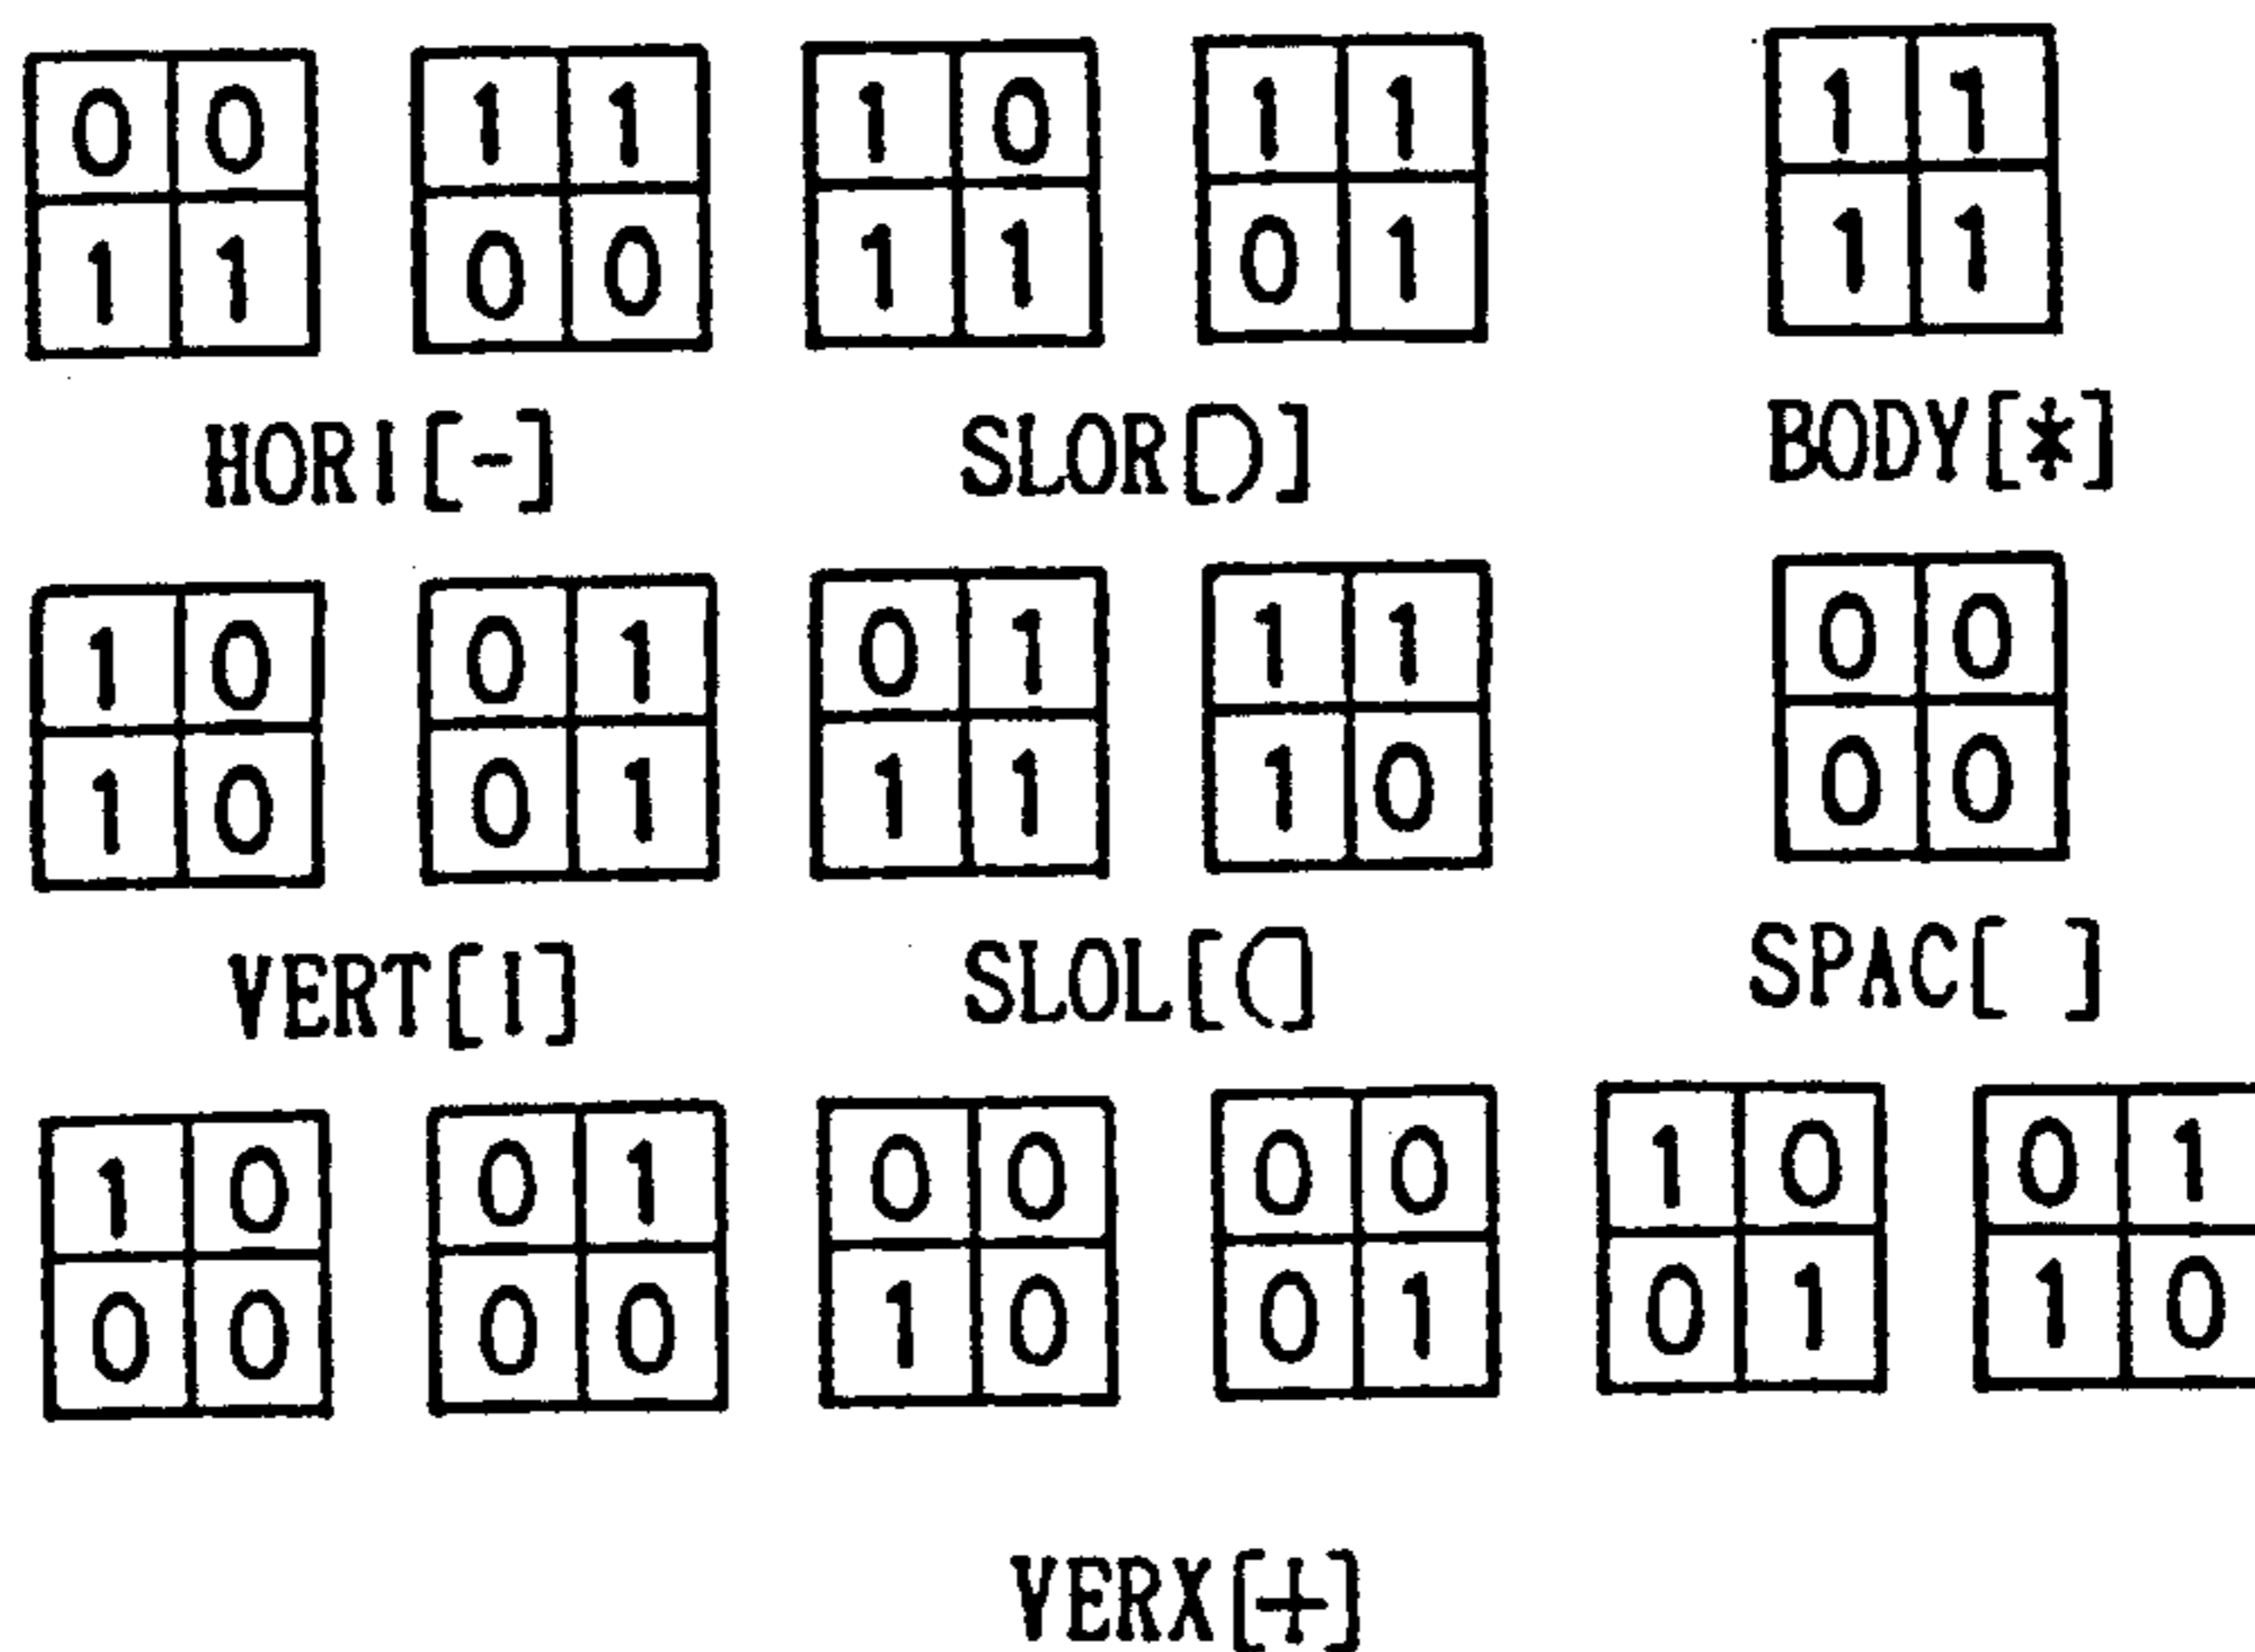 0 0 1 1 1 0 1 1 1 1
1 1 0 0 1 1 0 1 1 1
HORI[-] SLOR[)] BODY[*]
1 0 0 1 0 1 1 1 0 0
1 0 0 1 1 1 1 0 0 0
VERT[|] SLOL[(] SPAC[ ]
1 0 0 1 0 0 0 0 1 0 0 1
0 0 0 0 1 0 0 1 0 1 1 0
VERX[+]